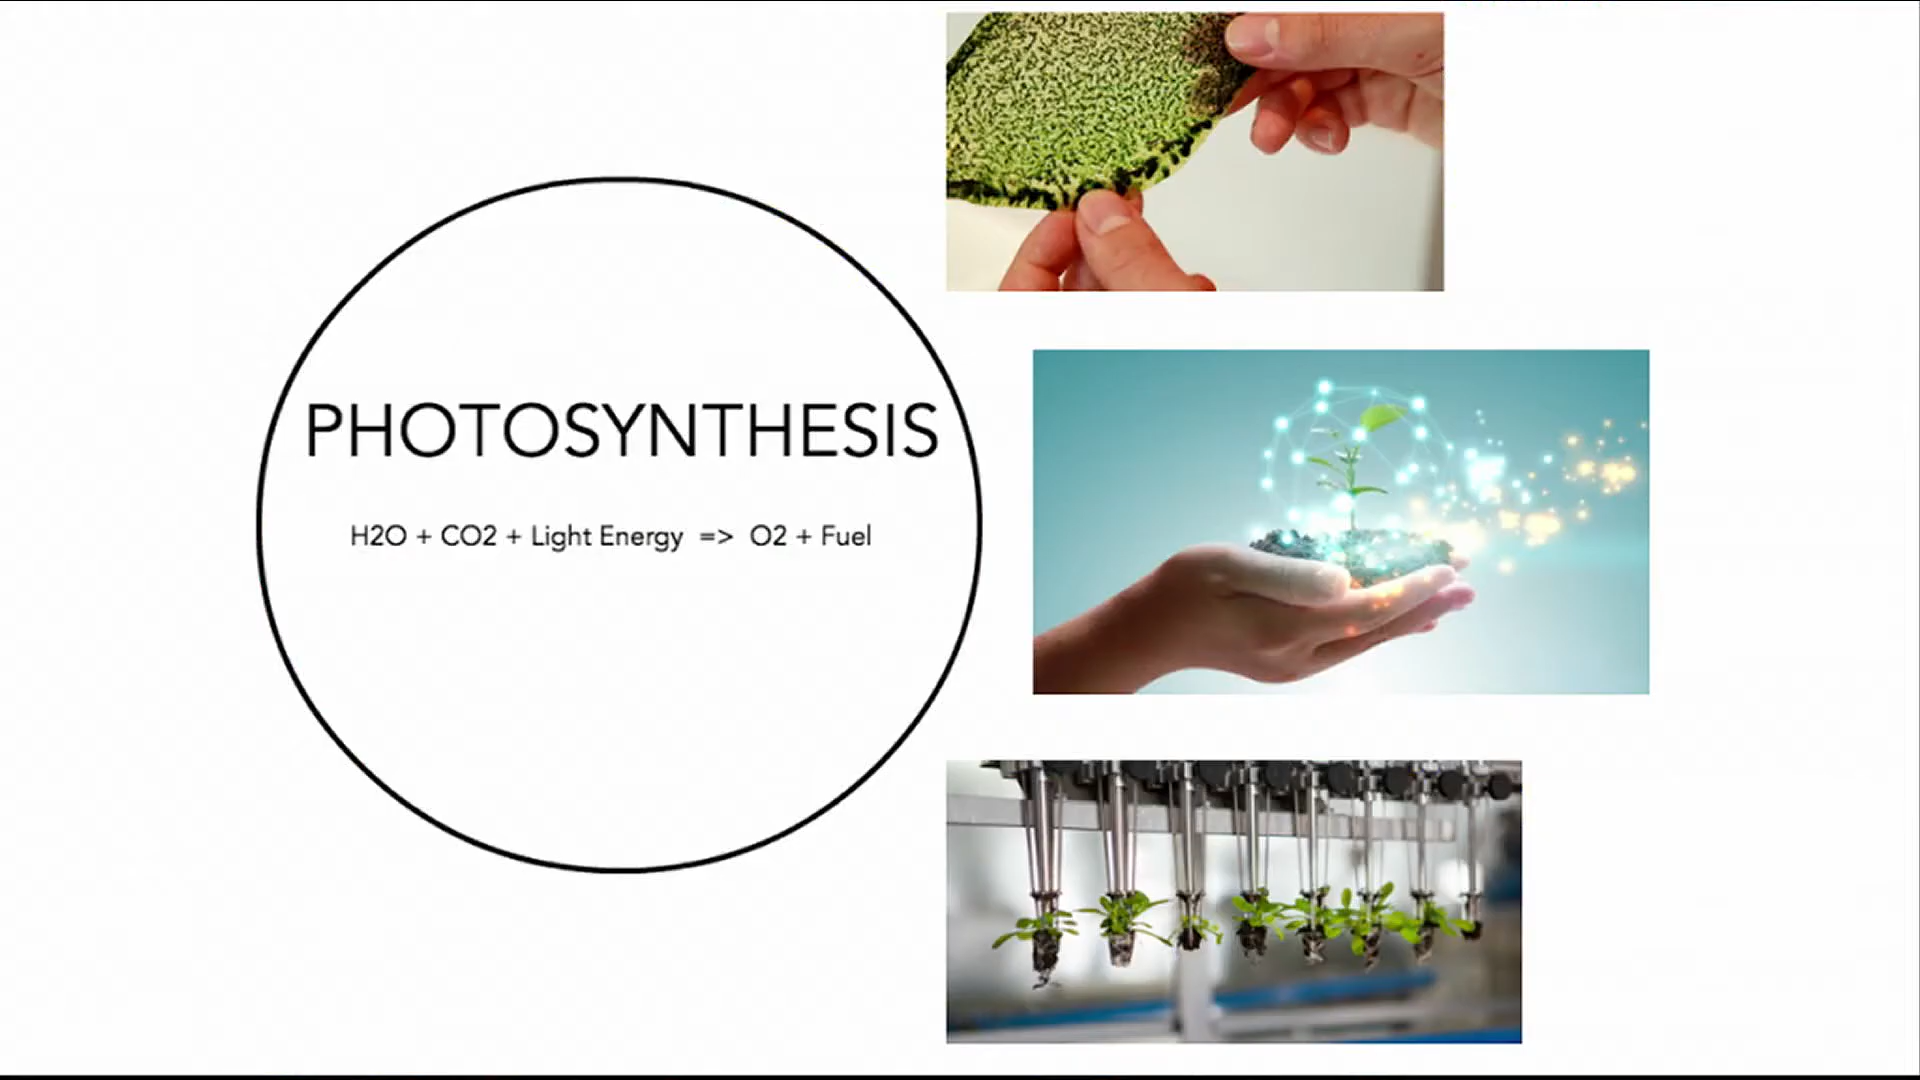 PHOTOSYNTHESIS
H2O + CO2 + Light Energy => O2 + Fuel